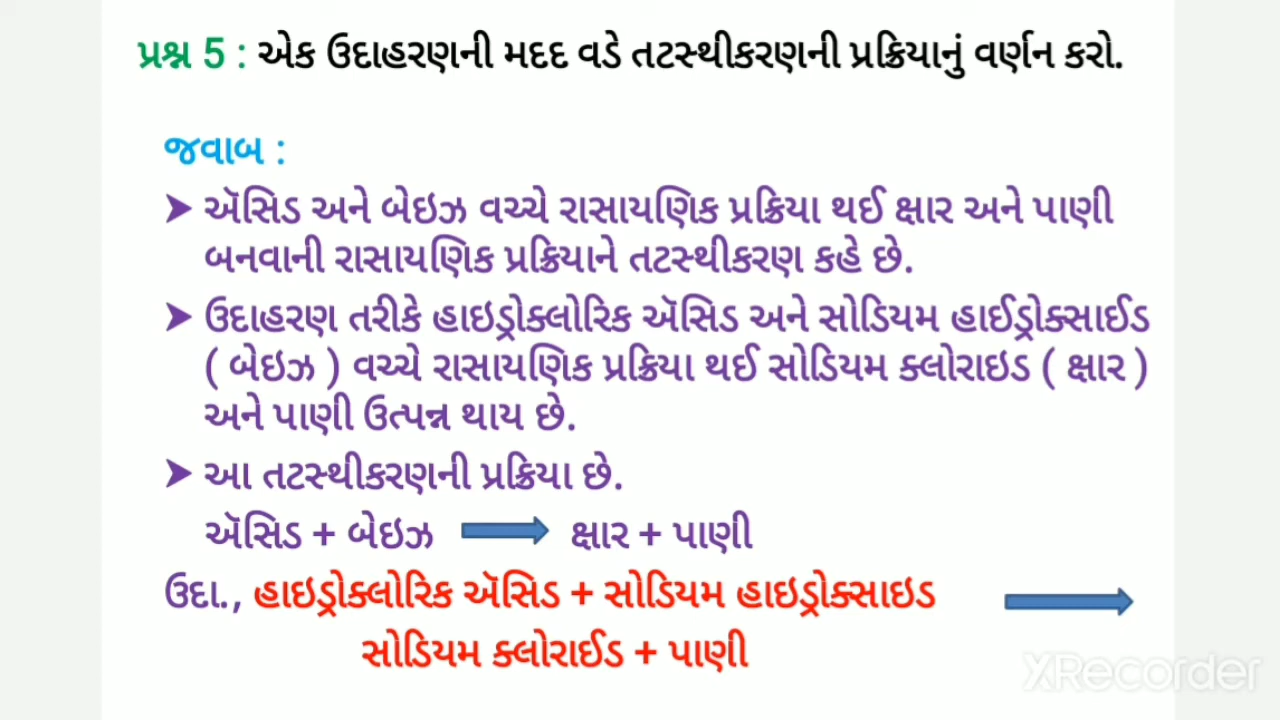 પ્રશ્ન 5 : એક ઉદાહરણની મદદ વડે તટસ્થીકરણની પ્રક્રિયાનું વર્ણન કરો.
જવાબ :
➤ ઍસિડ અને બેઇઝ વચ્ચે રાસાયણિક પ્રક્રિયા થઈ ક્ષાર અને પાણી
બનવાની રાસાયણિક પ્રક્રિયાને તટસ્થીકરણ કહે છે.
➤ ઉદાહરણ તરીકે હાઇડ્રોક્લોરિક ઍસિડ અને સોડિયમ હાઈડ્રોક્સાઈડ
( બેઇઝ ) વચ્ચે રાસાયણિક પ્રક્રિયા થઈ સોડિયમ ક્લોરાઇડ ( ક્ષાર )
અને પાણી ઉત્પન્ન થાય છે.
➤ આ તટસ્થીકરણની પ્રક્રિયા છે.
ઍસિડ + બેઇઝ → ક્ષાર + પાણી
ઉદા., હાઇડ્રોક્લોરિક ઍસિડ + સોડિયમ હાઇડ્રોક્સાઇડ →
સોડિયમ ક્લોરાઈડ + પાણી
XRecorder